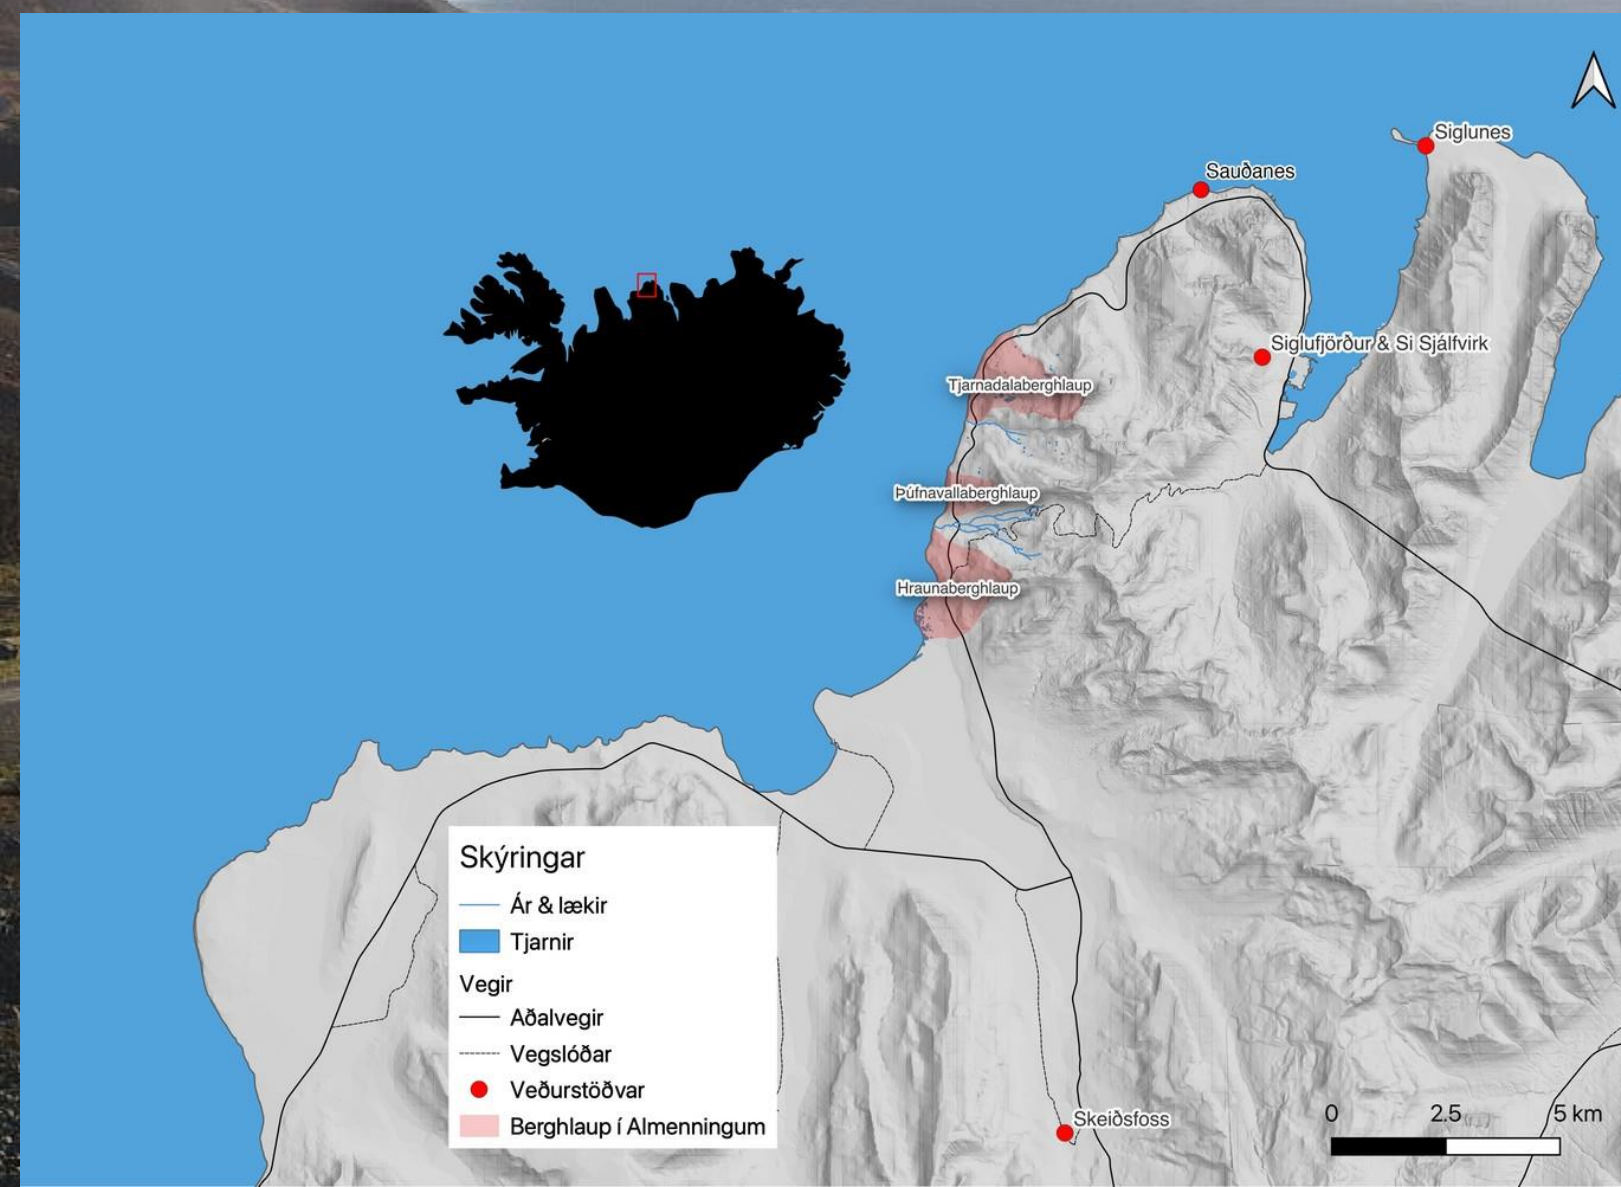 Siglunes
Sauðanes
Siglufjörður & Si Sjálfvirk
Tjarnadalaberghlaup
Þúfnavallaberghlaup
Hraunaberghlaup
Skýringar
Ár & lækir
Tjarnir
Vegir
Aðalvegir
Vegslóðar
Veðurstöðvar
Berghlaup í Almenningum
Skeiðsfoss
0 2.5 5 km